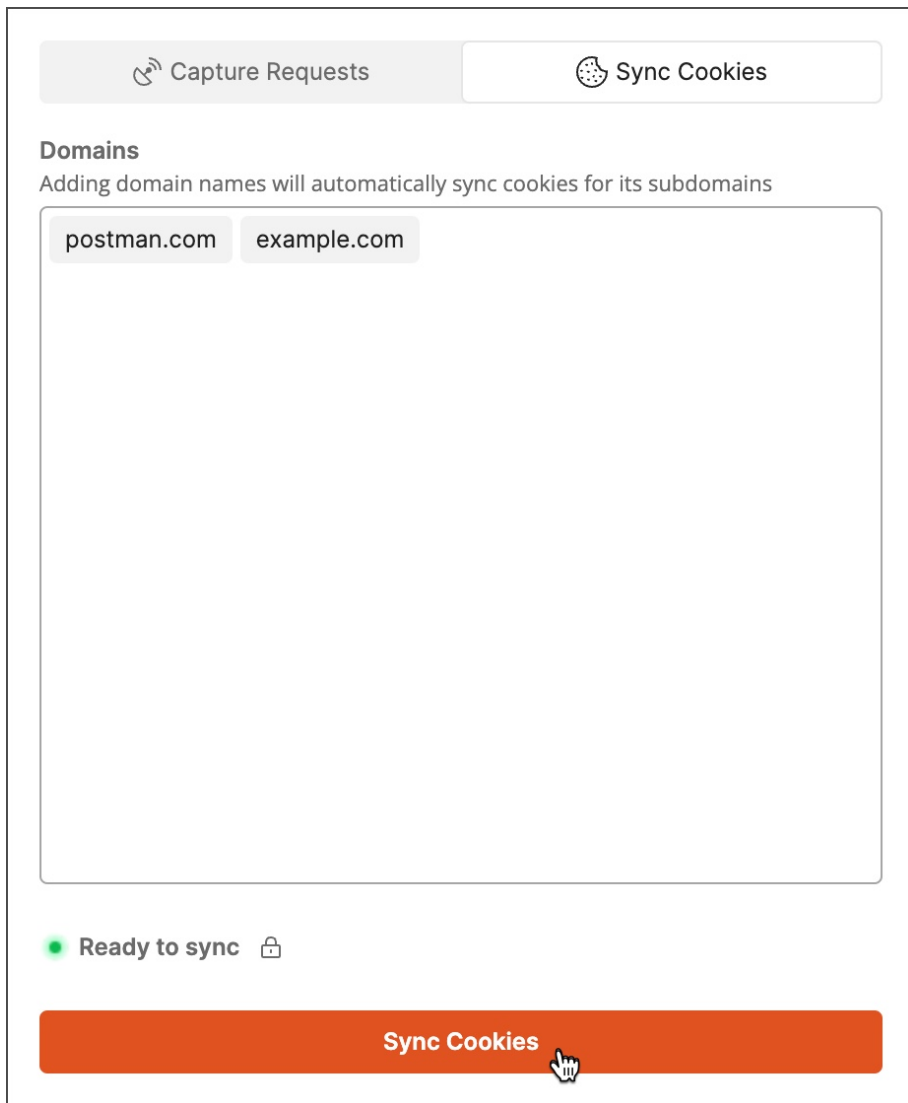 Capture Requests
Sync Cookies
Domains
Adding domain names will automatically sync cookies for its subdomains
postman.com example.com
Ready to sync
Sync Cookies